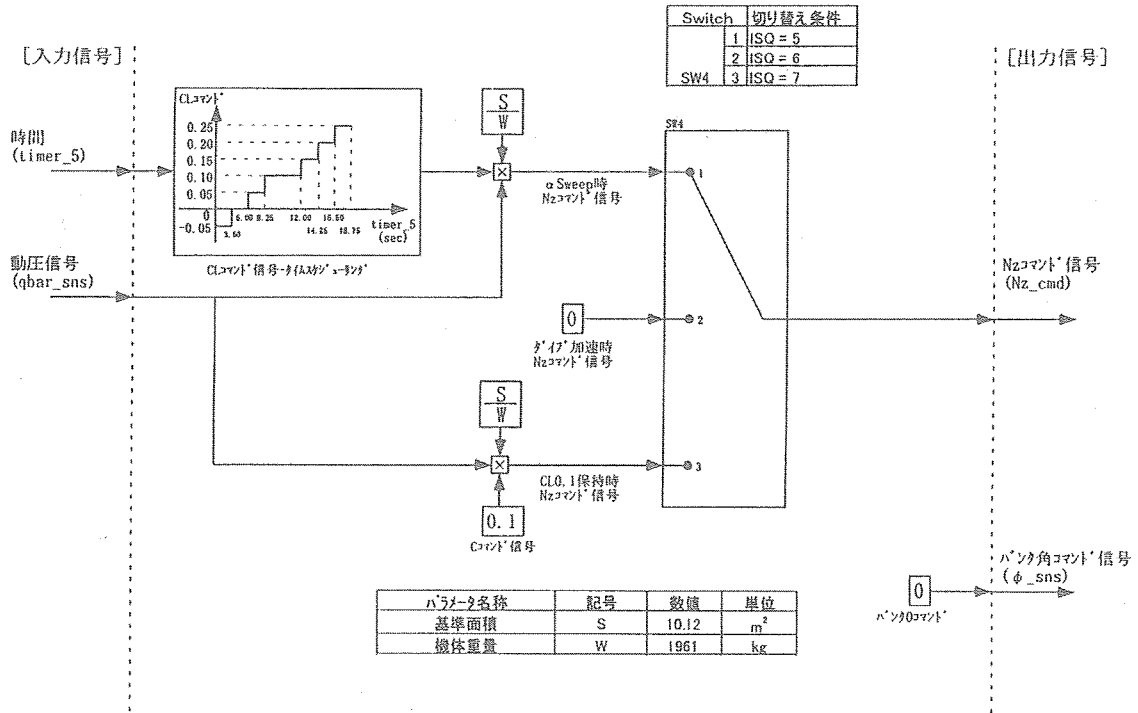 Switch 切り替え条件
1 ISQ = 5
2 ISQ = 6
SW4 3 ISQ = 7
[入力信号]
[出力信号]
時間
(timer_5)
動圧信号
(qbar_sns)
CLコマンド
0.25
0.20
0.15
0.10
0.05
0
-0.05
3.50
6.00
8.25
12.00
14.25
16.50
18.75
timer_5
(sec)
CLコマンド信号-タイムスケジューリング
S
W
×
αSweep時
Nzコマンド信号
SW4
1
0
2
ダイブ加速時
Nzコマンド信号
S
W
×
CL0.1保持時
Nzコマンド信号
3
0.1
Cコマンド信号
Nzコマンド信号
(Nz_cmd)
バンク角コマンド信号
(φ_sns)
0
バンク0コマンド
パラメータ名称 記号 数値 単位
基準面積 S 10.12 m²
機体重量 W 1961 kg